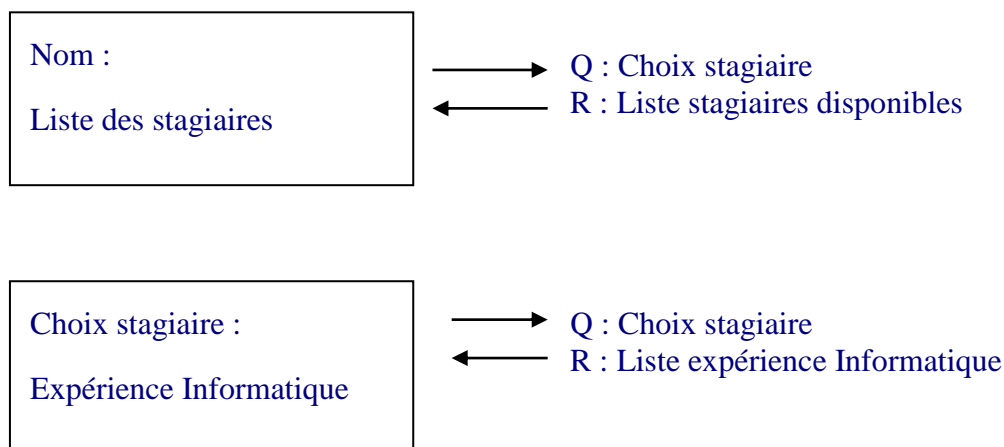 Nom :
Q : Choix stagiaire
R : Liste stagiaires disponibles
Liste des stagiaires
Choix stagiaire :
Q : Choix stagiaire
R : Liste expérience Informatique
Expérience Informatique